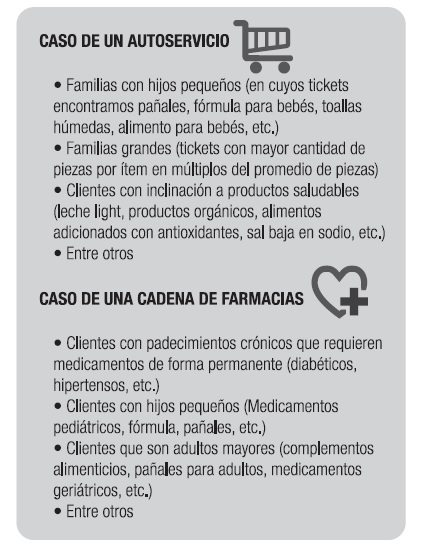 CASO DE UN AUTOSERVICIO
• Familias con hijos pequeños (en cuyos tickets
encontramos pañales, fórmula para bebés, toallas
húmedas, alimento para bebés, etc.)
• Familias grandes (tickets con mayor cantidad de
piezas por ítem en múltiplos del promedio de piezas)
• Clientes con inclinación a productos saludables
(leche light, productos orgánicos, alimentos
adicionados con antioxidantes, sal baja en sodio, etc.)
• Entre otros
CASO DE UNA CADENA DE FARMACIAS
• Clientes con padecimientos crónicos que requieren
medicamentos de forma permanente (diabéticos,
hipertensos, etc.)
• Clientes con hijos pequeños (Medicamentos
pediátricos, fórmula, pañales, etc.)
• Clientes que son adultos mayores (complementos
alimenticios, pañales para adultos, medicamentos
geriátricos, etc.)
• Entre otros